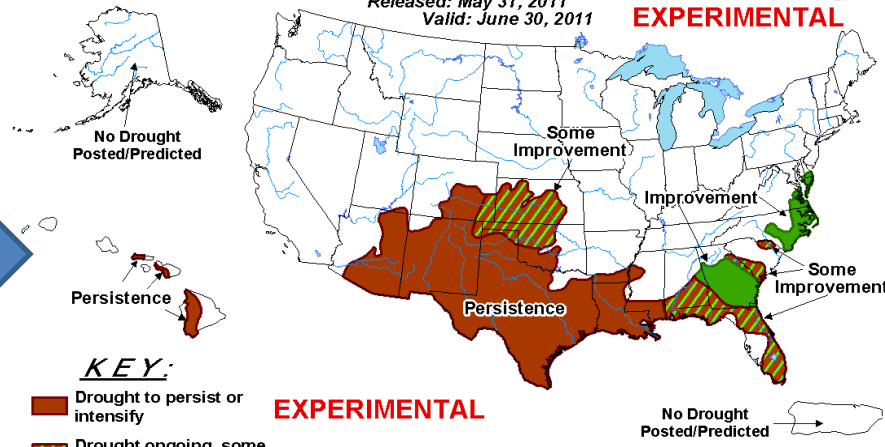 Released: May 31, 2011
Valid: June 30, 2011
EXPERIMENTAL
No Drought
Posted/Predicted
Some
Improvement
Improvement
Some
Improvement
Persistence
Persistence
KEY:
Drought to persist or
intensify
EXPERIMENTAL
No Drought
Posted/Predicted
Drought ongoing, some